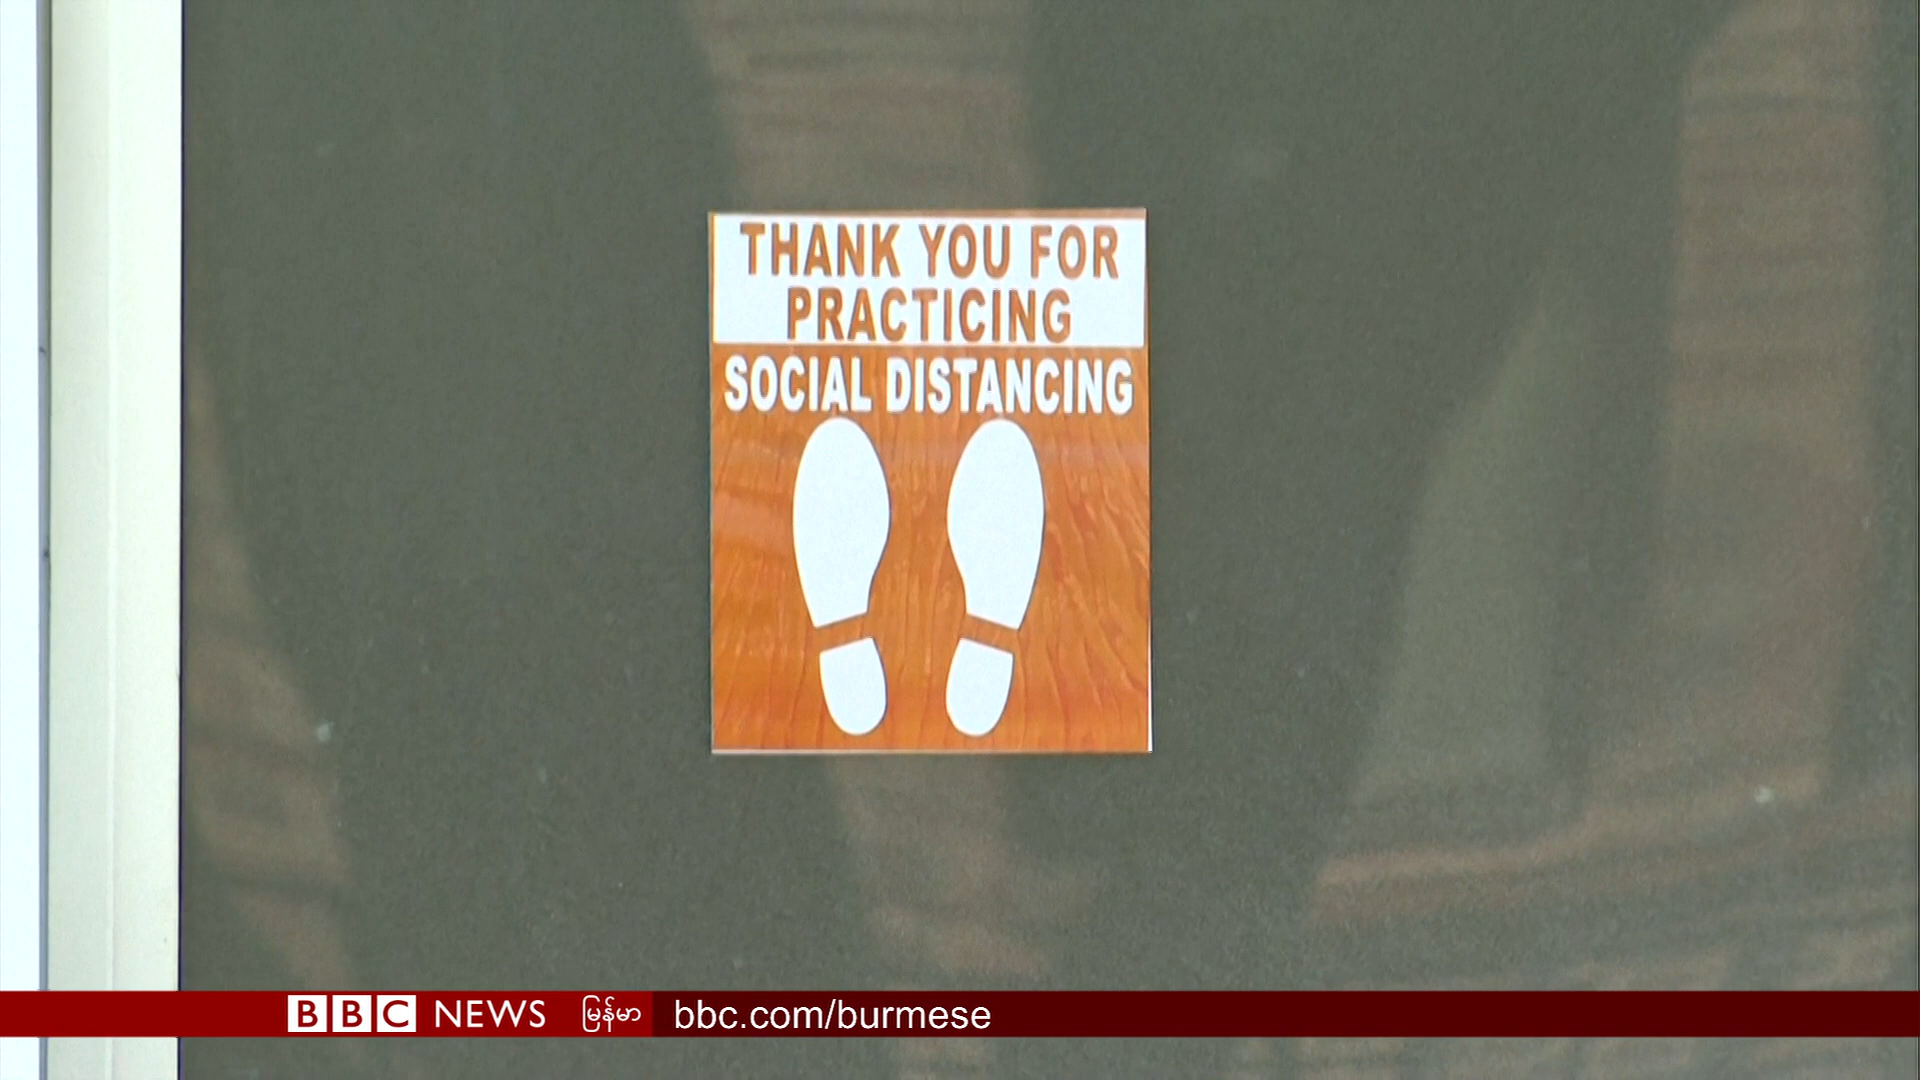 THANK YOU FOR
PRACTICING
SOCIAL DISTANCING
BBC NEWS မြန်မာ bbc.com/burmese